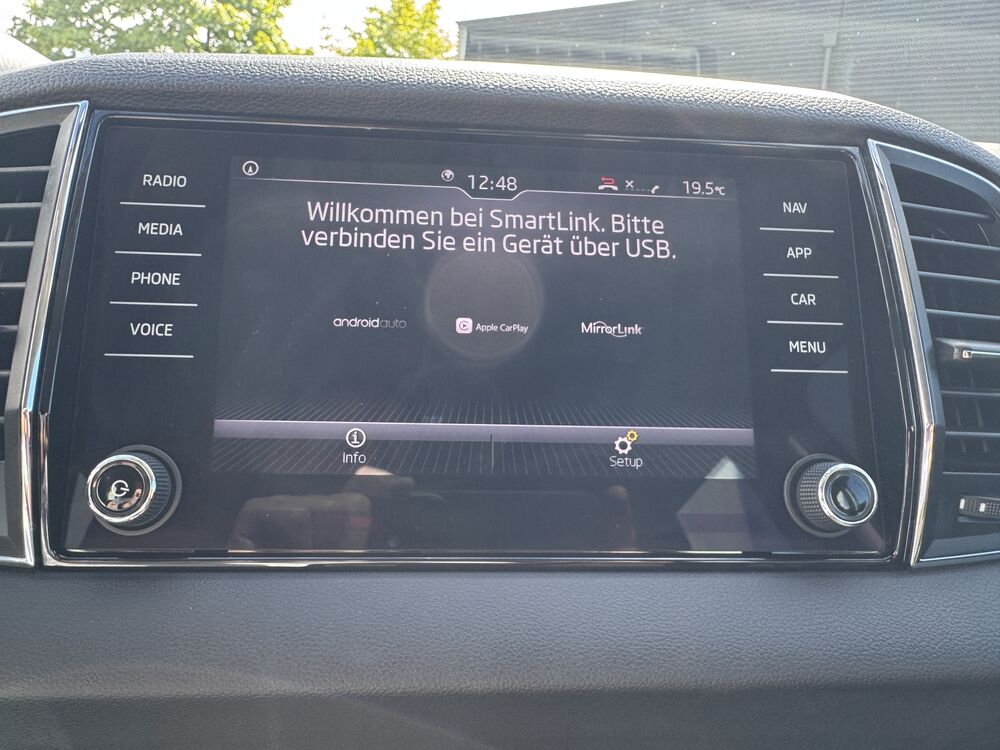 RADIO
MEDIA
PHONE
VOICE
12:48
19.5°C
Willkommen bei SmartLink. Bitte
verbinden Sie ein Gerät über USB.
androidauto
Apple CarPlay
MirrorLink
Info
Setup
NAV
APP
CAR
MENU